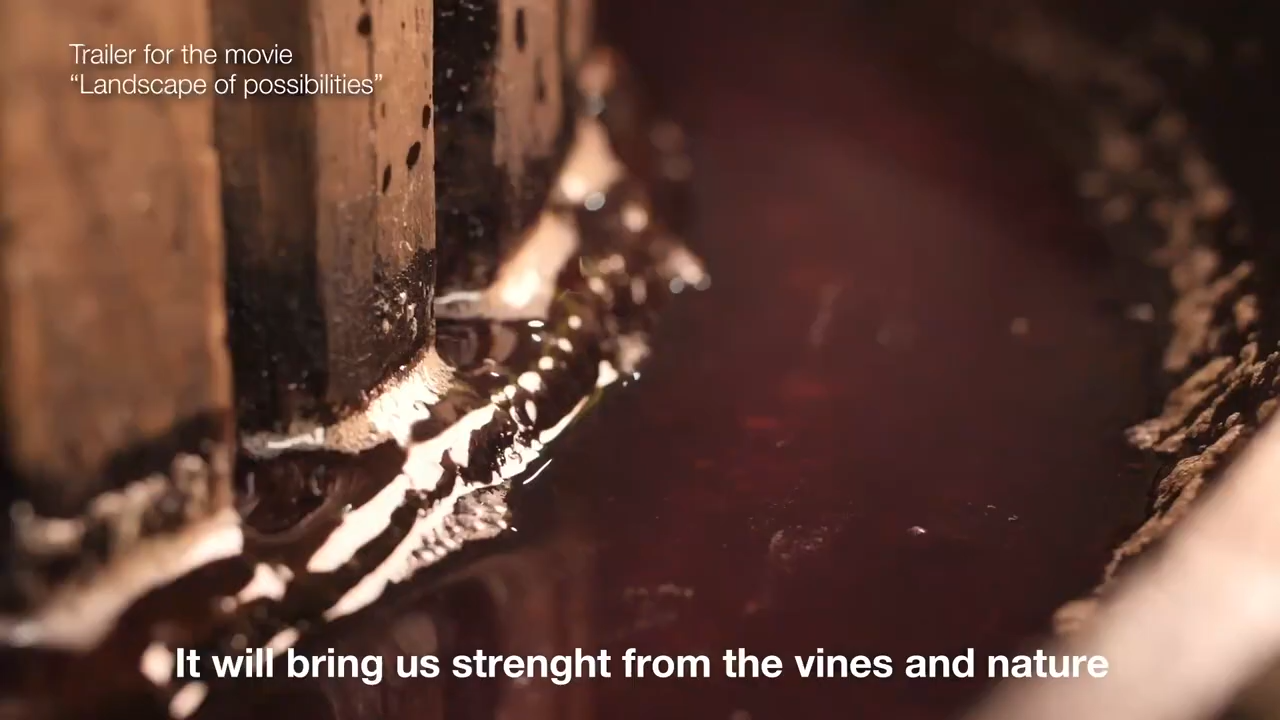 Trailer for the movie
“Landscape of possibilities”
It will bring us strenght from the vines and nature